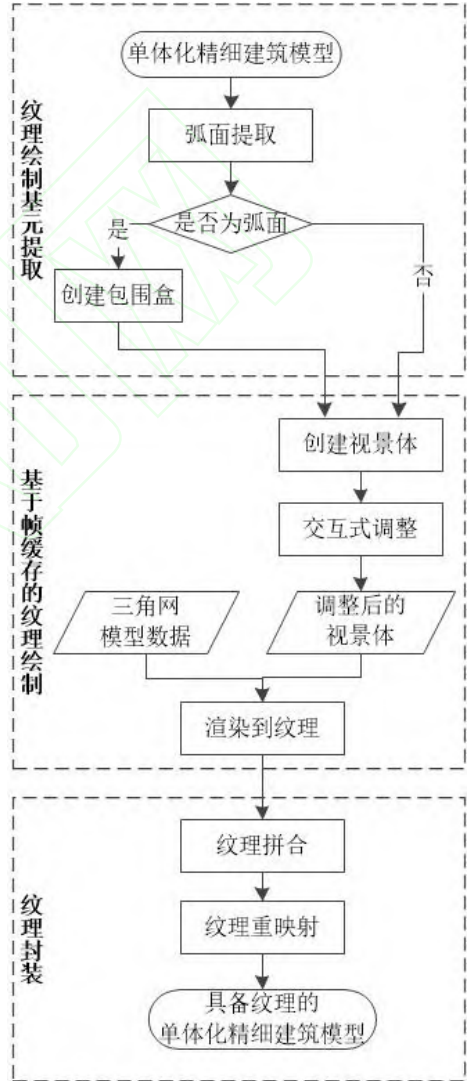 纹理绘制基元提取
单体化精细建筑模型
弧面提取
是否为弧面
是
否
创建包围盒
基于帧缓存的纹理绘制
创建视景体
交互式调整
三角网
模型数据
调整后的
视景体
渲染到纹理
纹理封装
纹理拼合
纹理重映射
具备纹理的
单体化精细建筑模型